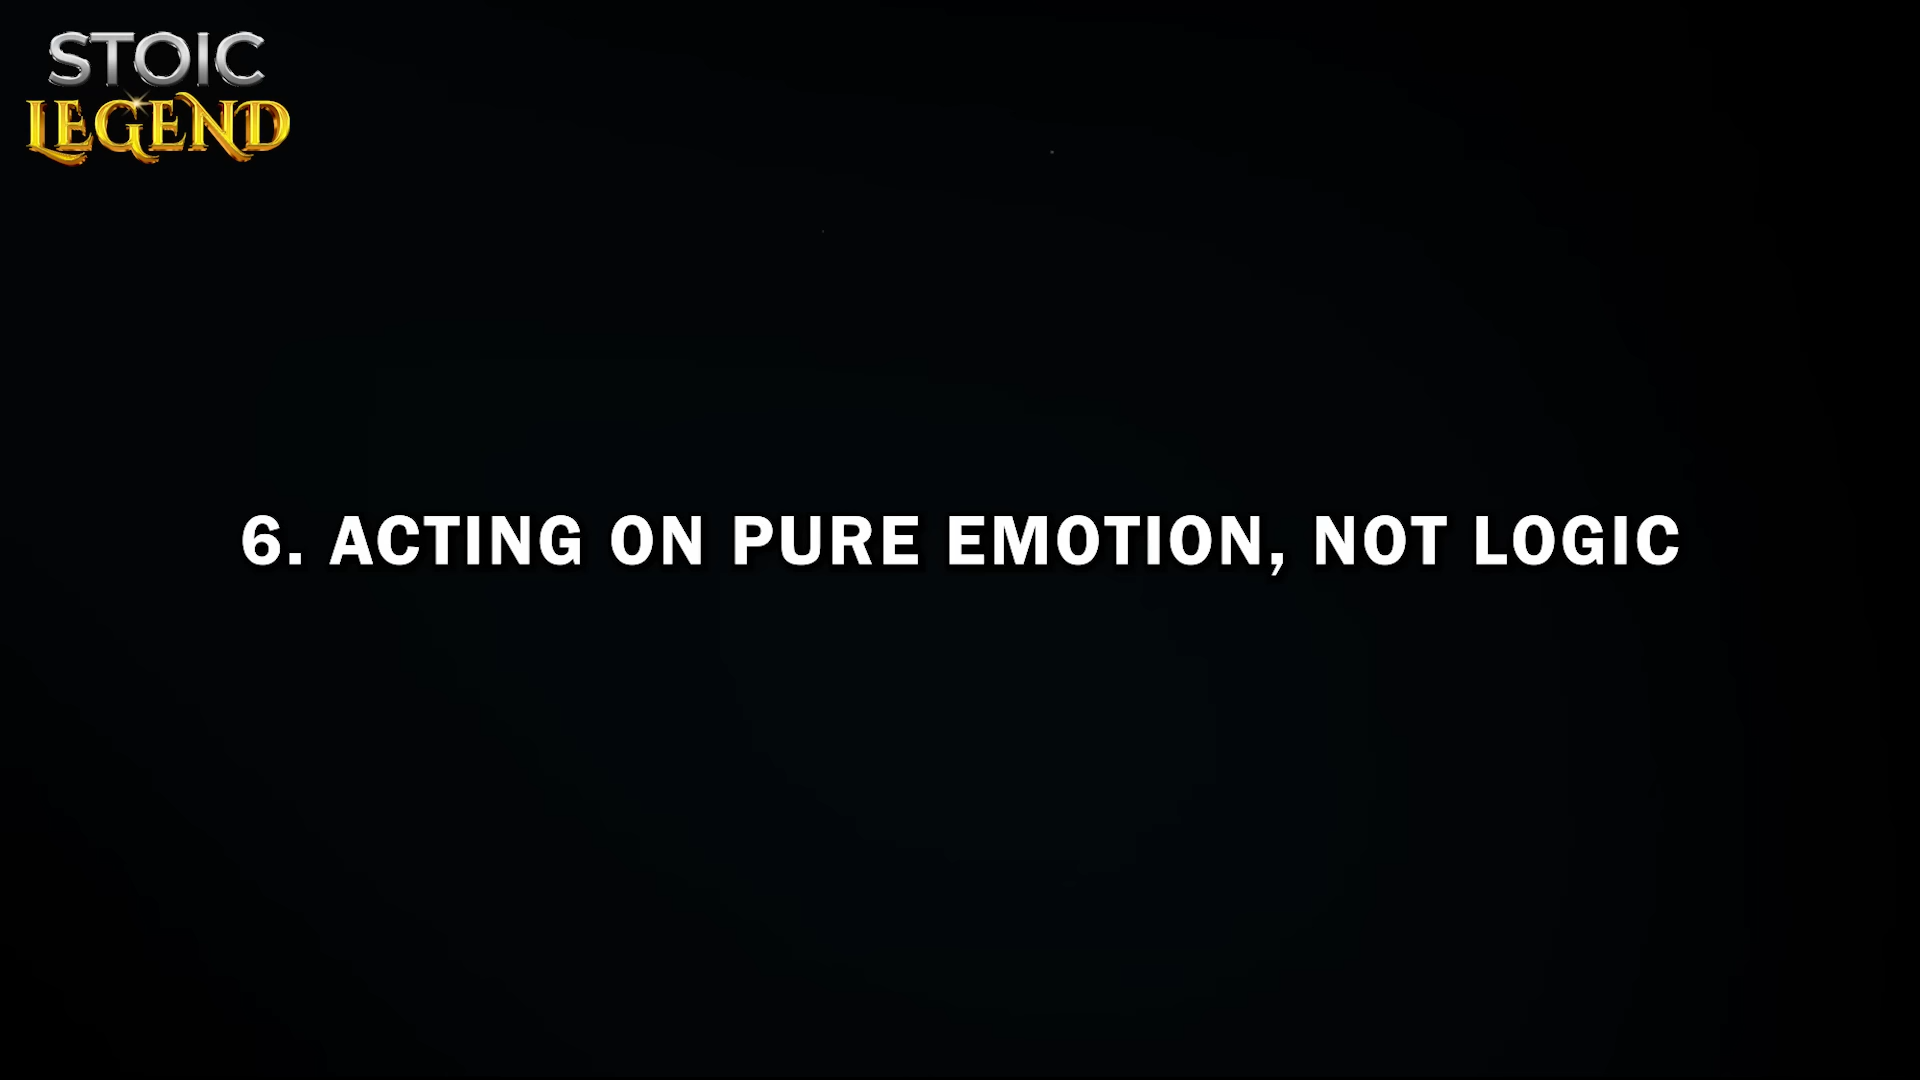 STOIC
LEGEND
6. ACTING ON PURE EMOTION, NOT LOGIC